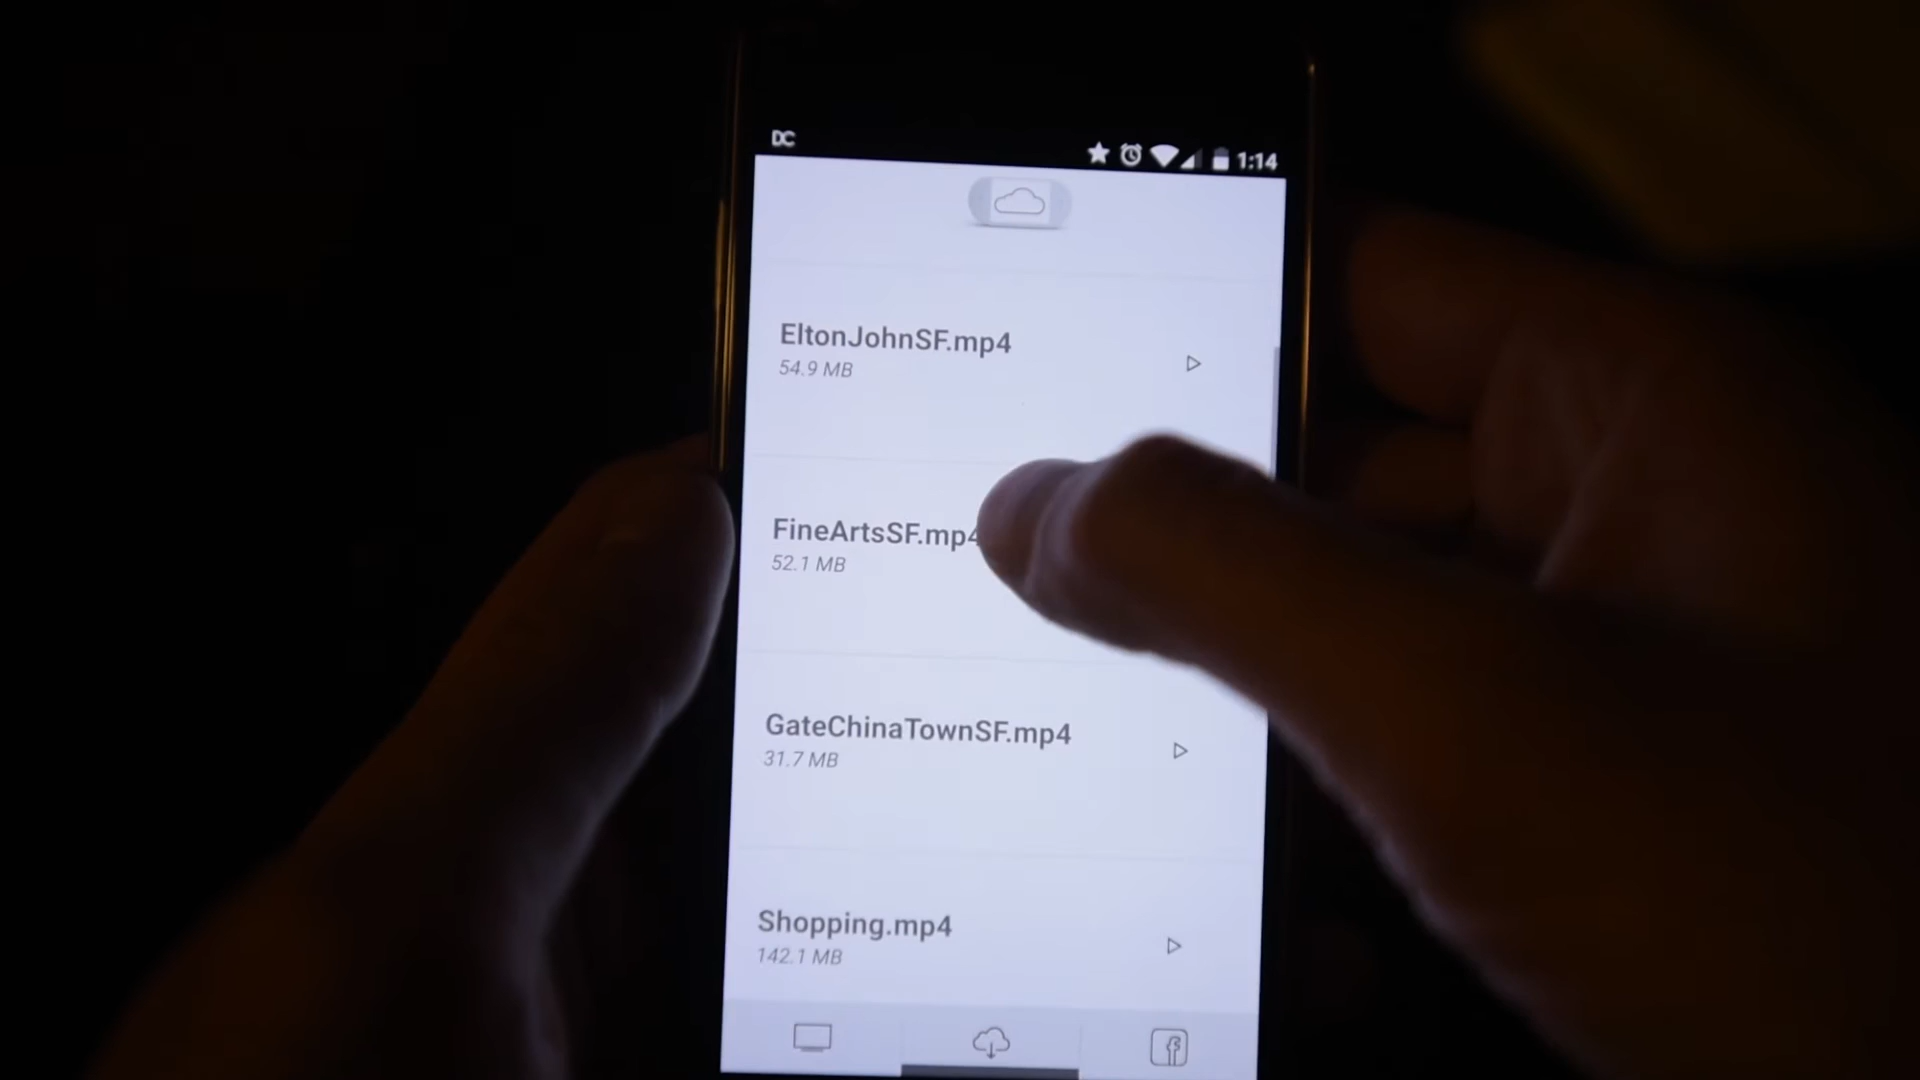 DC
1:14
EltonJohnSF.mp4
54.9 MB
FineArtsSF.mp4
52.1 MB
GateChinaTownSF.mp4
31.7 MB
Shopping.mp4
142.1 MB
f